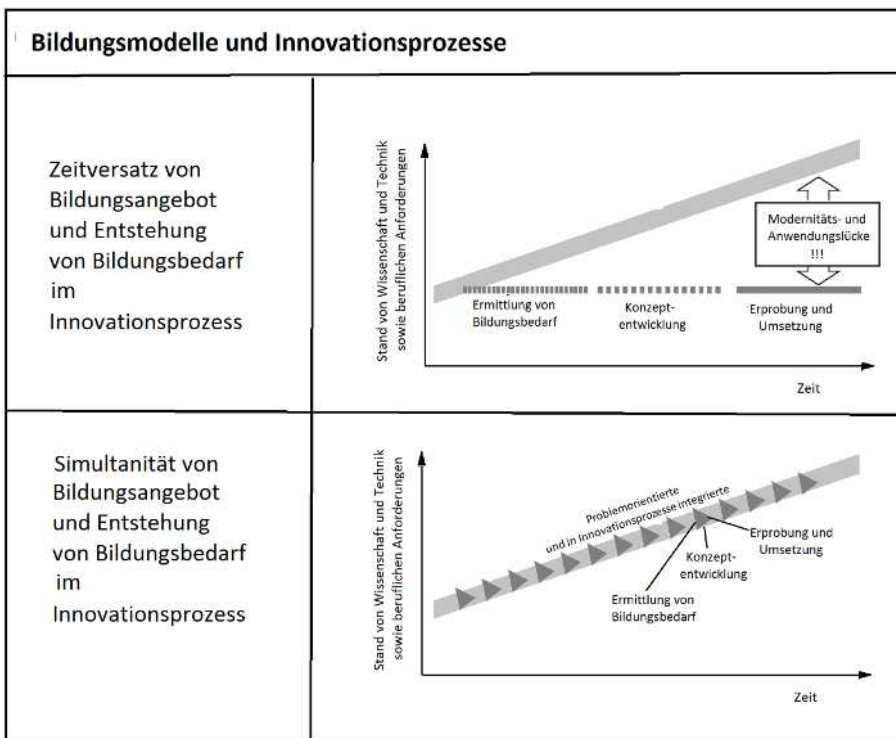 Bildungsmodelle und Innovationsprozesse
Zeitversatz von
Bildungsangebot
und Entstehung
von Bildungsbedarf
im
Innovationsprozess
Stand von Wissenschaft und Technik
sowie beruflichen Anforderungen
Modernitäts- und
Anwendungslücke
!!!
Ermittlung von
Bildungsbedarf
Konzept-
entwicklung
Erprobung und
Umsetzung
Zeit
Simultanität von
Bildungsangebot
und Entstehung
von Bildungsbedarf
im
Innovationsprozess
Stand von Wissenschaft und Technik
sowie beruflichen Anforderungen
Problemorientierte
und in Innovationsprozesse integrierte
Erprobung und
Umsetzung
Konzept-
entwicklung
Ermittlung von
Bildungsbedarf
Zeit